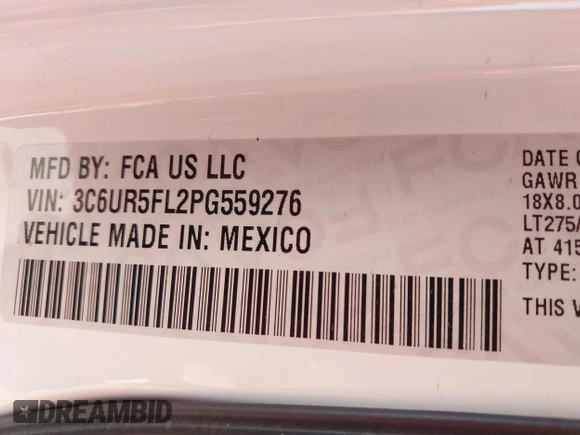 MFD BY: FCA US LLC
VIN: 3C6UR5FL2PG559276
VEHICLE MADE IN: MEXICO
DATE O
GAWR
18X8.0
LT275/
AT 415
TYPE:
THIS V
DREAMBID